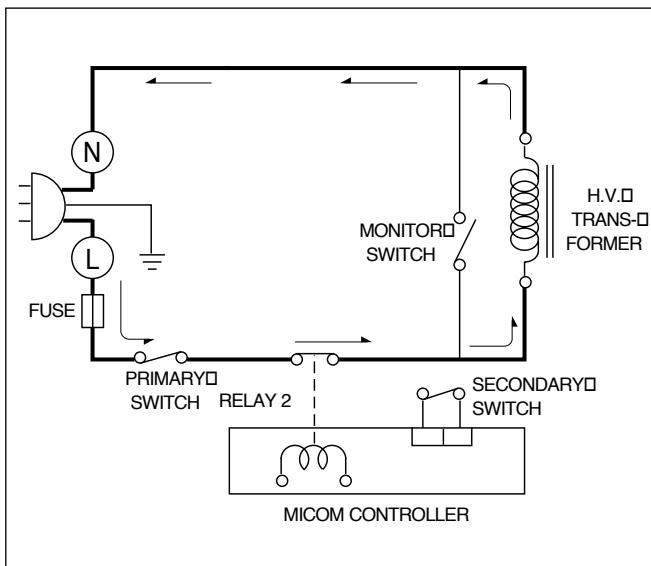 N
H.V.□
TRANS-□
FORMER
MONITOR□
SWITCH
L
FUSE
PRIMARY□
SWITCH
RELAY 2
SECONDARY□
SWITCH
MICOM CONTROLLER